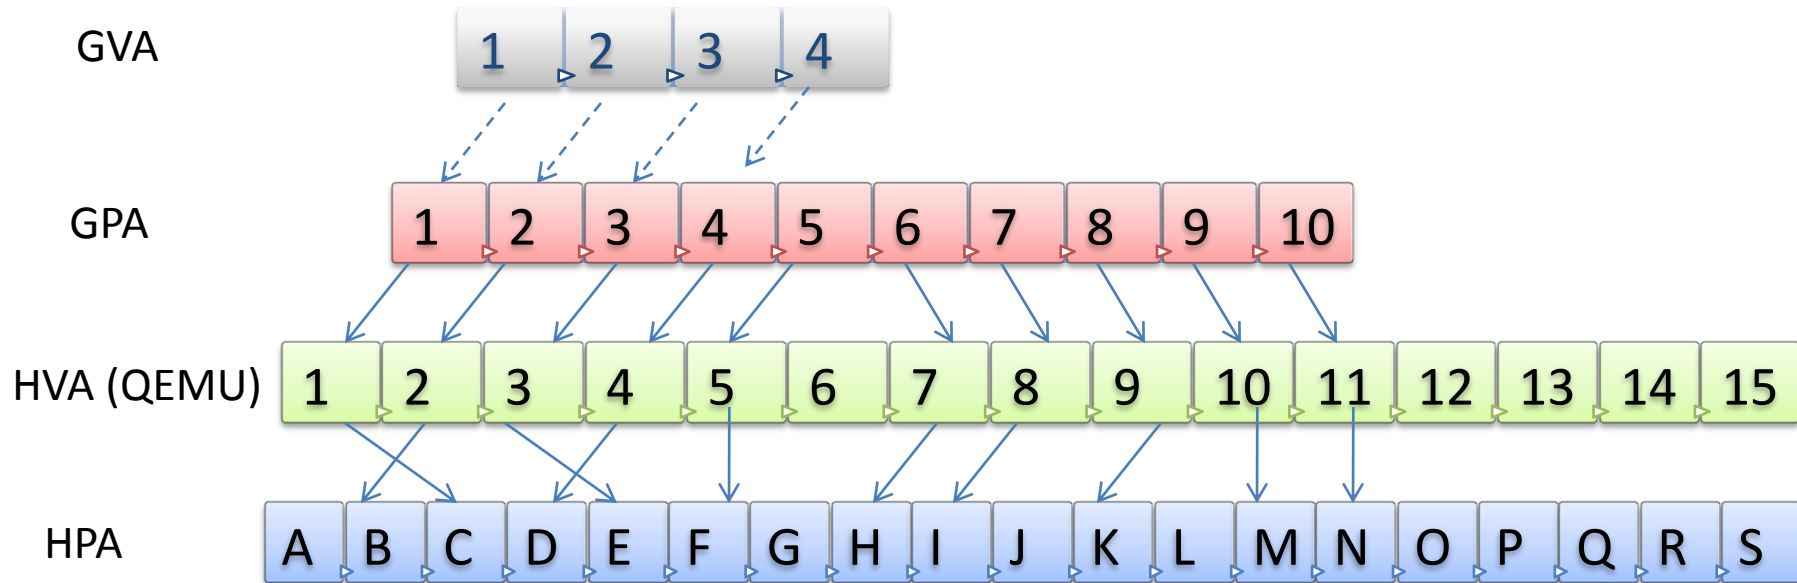 GVA 1 2 3 4
GPA 1 2 3 4 5 6 7 8 9 10
HVA (QEMU) 1 2 3 4 5 6 7 8 9 10 11 12 13 14 15
HPA A B C D E F G H I J K L M N O P Q R S